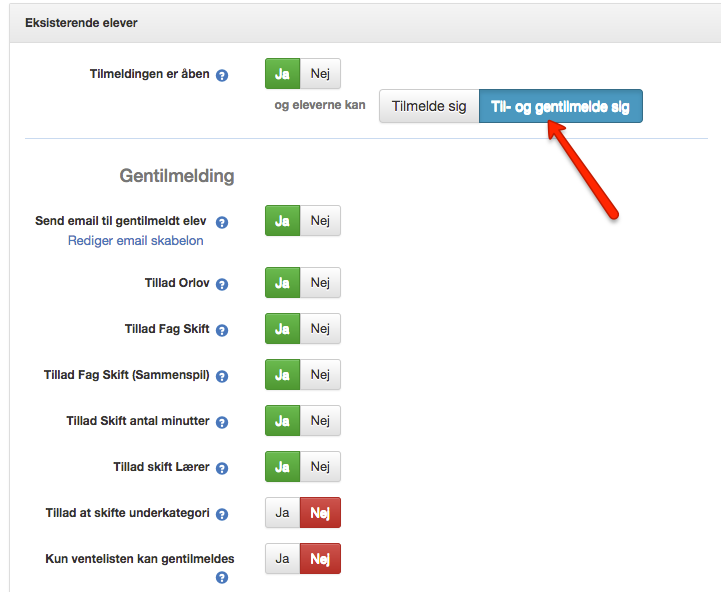 Eksisterende elever
Tilmeldingen er åben ? Ja Nej
og eleverne kan Tilmelde sig Til- og gentilmelde sig
Gentilmelding
Send email til gentilmeldt elev ? Ja Nej
Rediger email skabelon
Tillad Orlov ? Ja Nej
Tillad Fag Skift ? Ja Nej
Tillad Fag Skift (Sammenspil) ? Ja Nej
Tillad Skift antal minutter ? Ja Nej
Tillad skift Lærer ? Ja Nej
Tillad at skifte underkategori ? Ja Nej
Kun ventelisten kan gentilmeldes Ja Nej
?